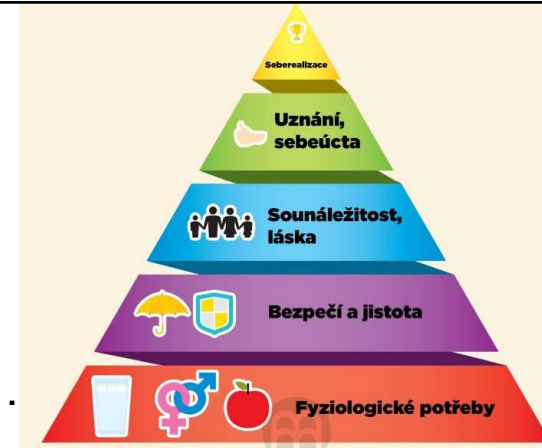 Seberealizace
Uznání,
sebeúcta
Sounáležitost,
láska
Bezpečí a jistota
Fyziologické potřeby